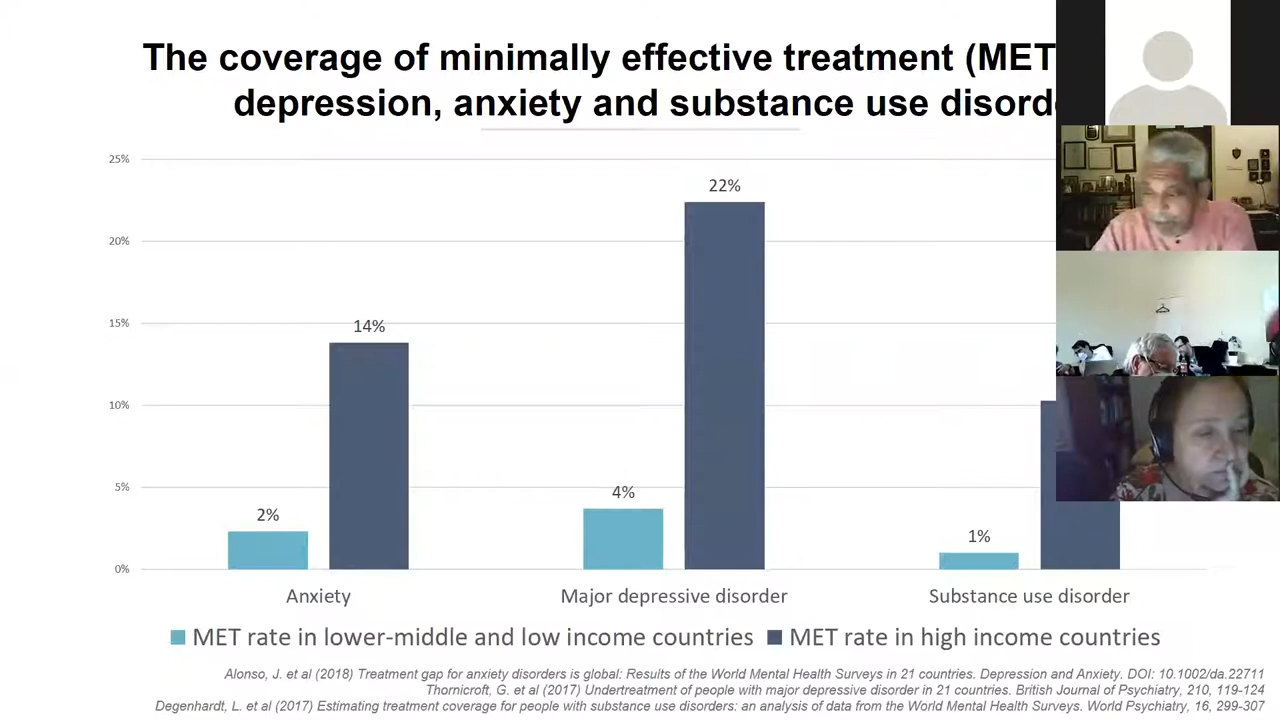 The coverage of minimally effective treatment (MET
depression, anxiety and substance use disord
25%
20%
15%
10%
5%
0%
14%
2%
22%
4%
1%
Anxiety
Major depressive disorder
Substance use disorder
MET rate in lower-middle and low income countries
MET rate in high income countries
Alonso, J. et al (2018) Treatment gap for anxiety disorders is global: Results of the World Mental Health Surveys in 21 countries. Depression and Anxiety. DOI: 10.1002/da.22711
Thornicroft, G. et al (2017) Undertreatment of people with major depressive disorder in 21 countries. British Journal of Psychiatry, 210, 119-124
Degenhardt, L. et al (2017) Estimating treatment coverage for people with substance use disorders: an analysis of data from the World Mental Health Surveys. World Psychiatry, 16, 299-307